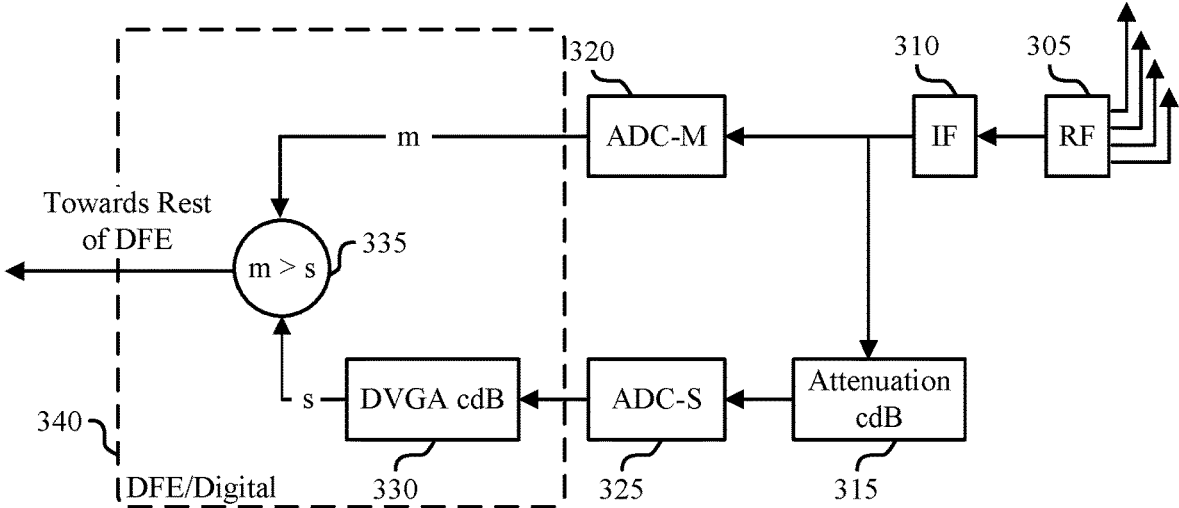 320
310
305
m
ADC-M
IF
RF
Towards Rest
of DFE
335
m > s
Attenuation
cdB
s
DVGA cdB
ADC-S
340
330
325
315
DFE/Digital